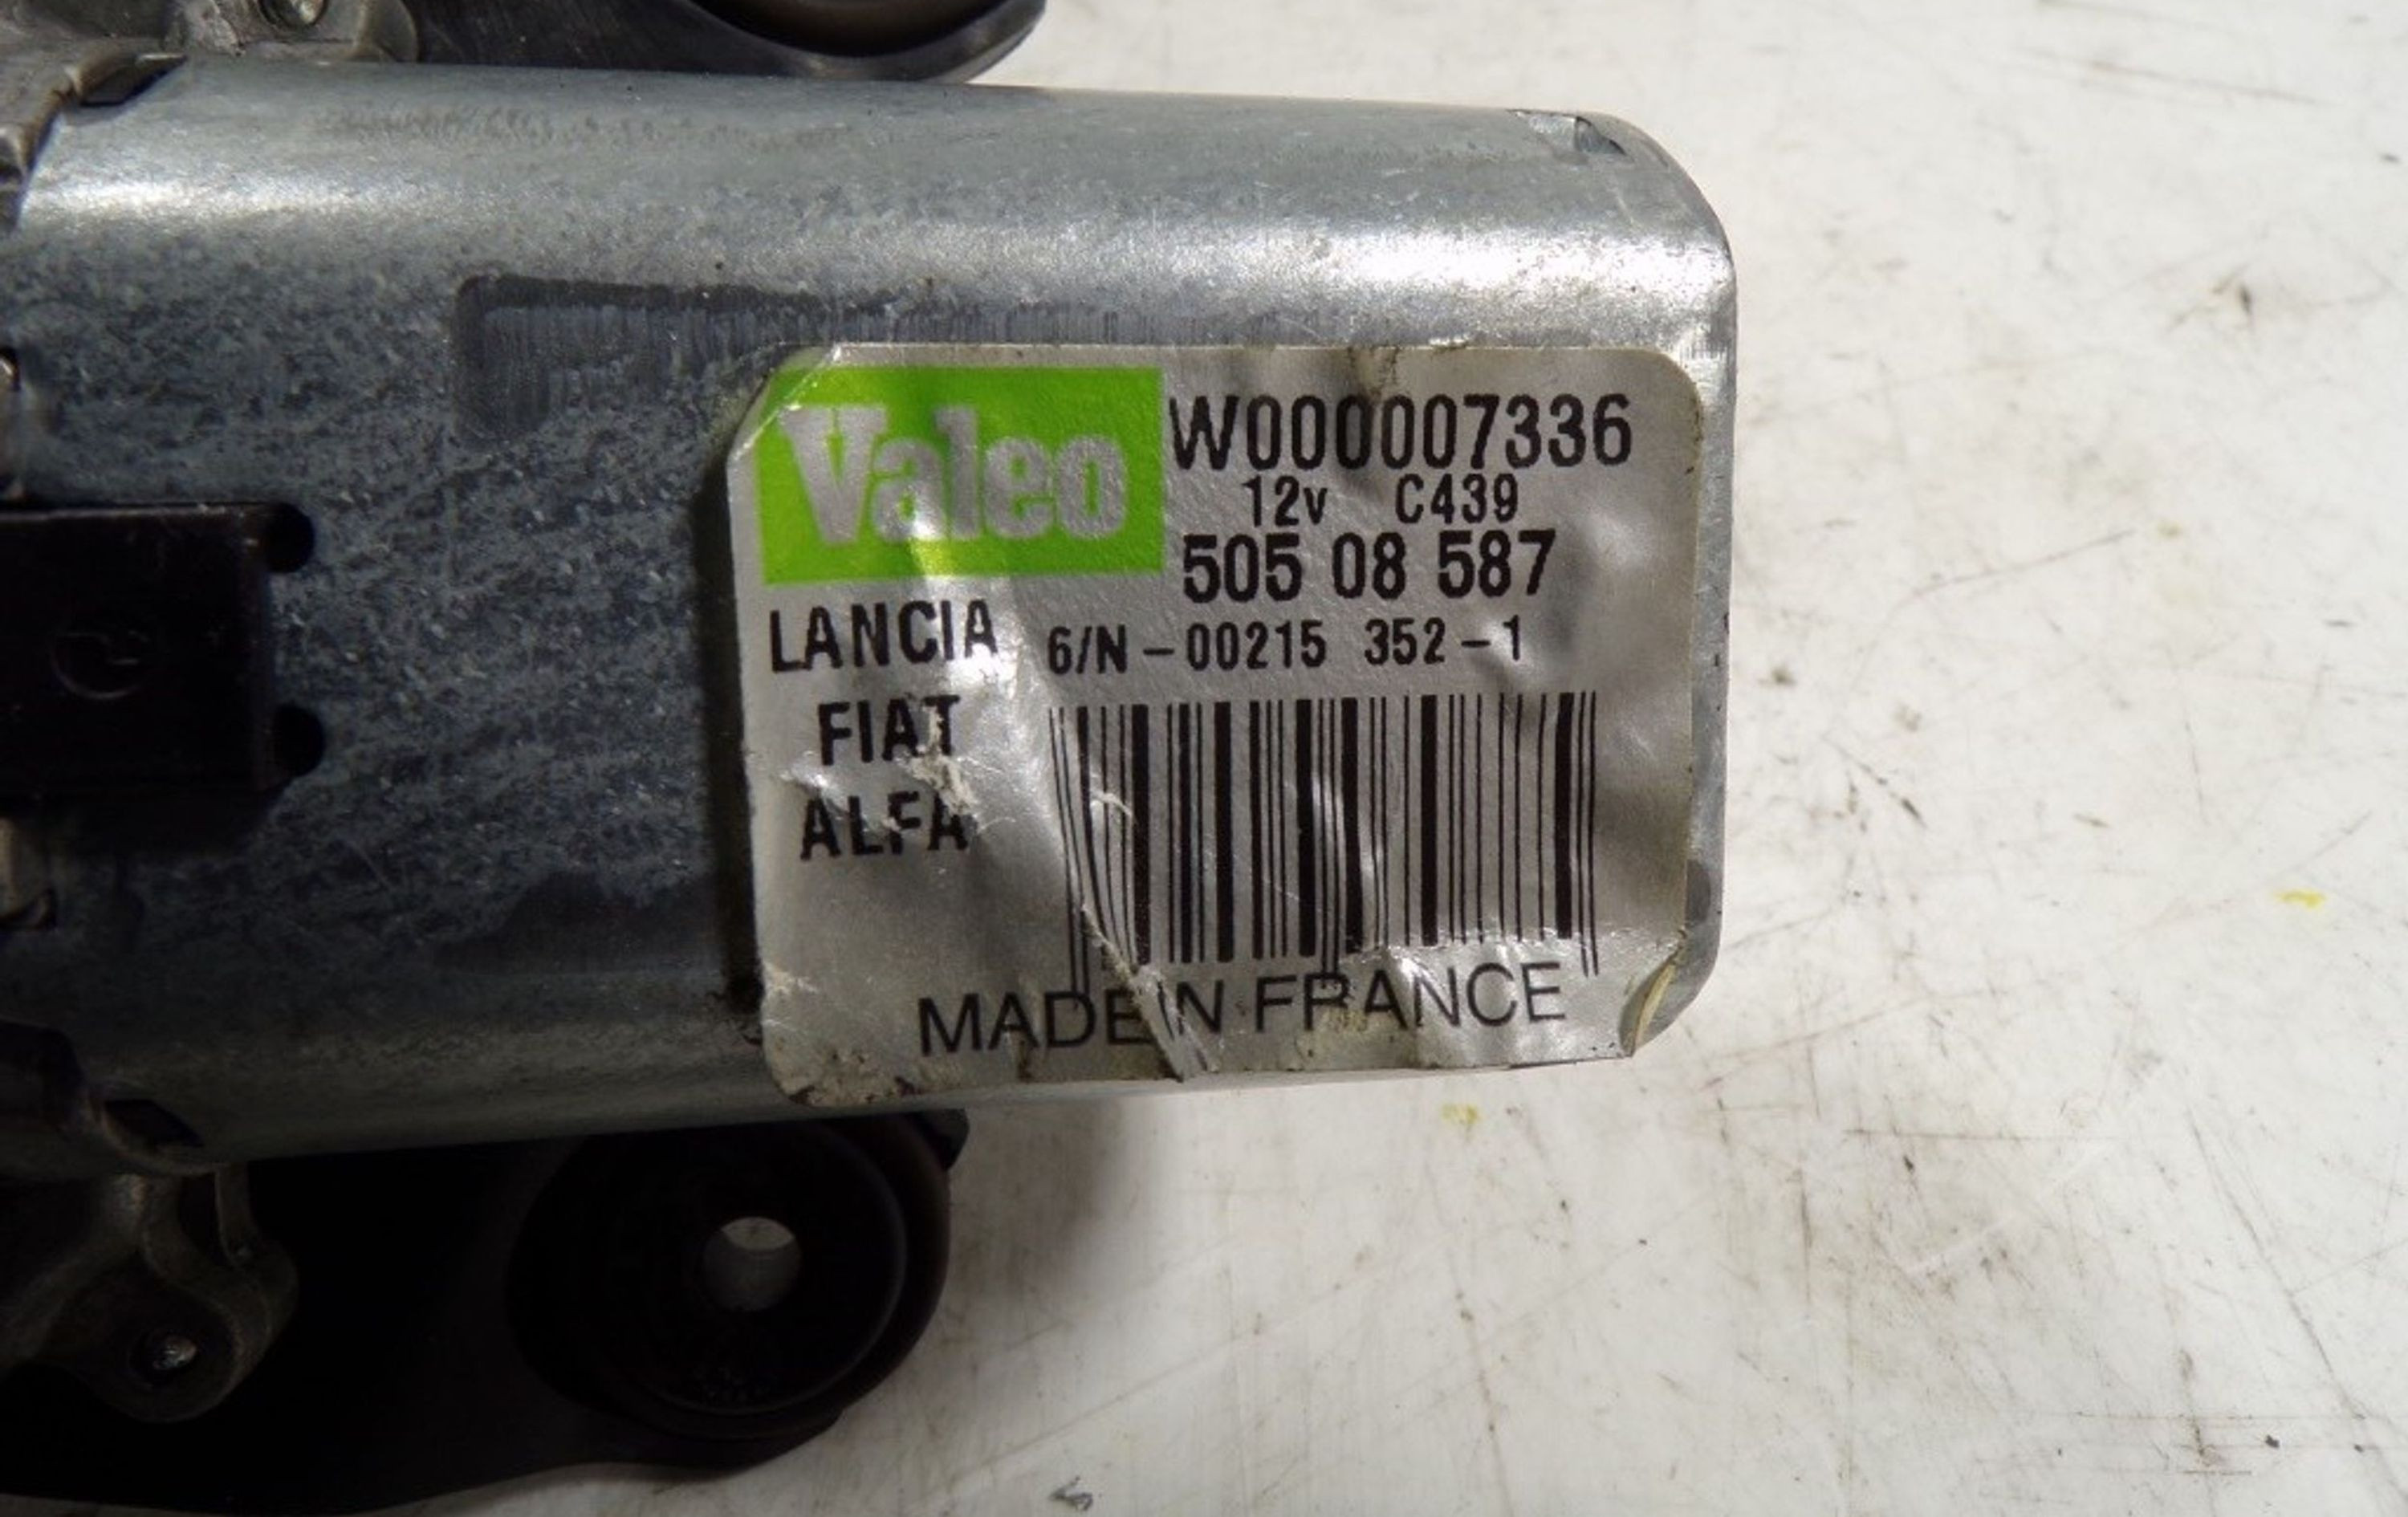 Valeo W000007336
12v C439
505 08 587
LANCIA 6/N-00215 352-1
FIAT
ALFA
MADE IN FRANCE